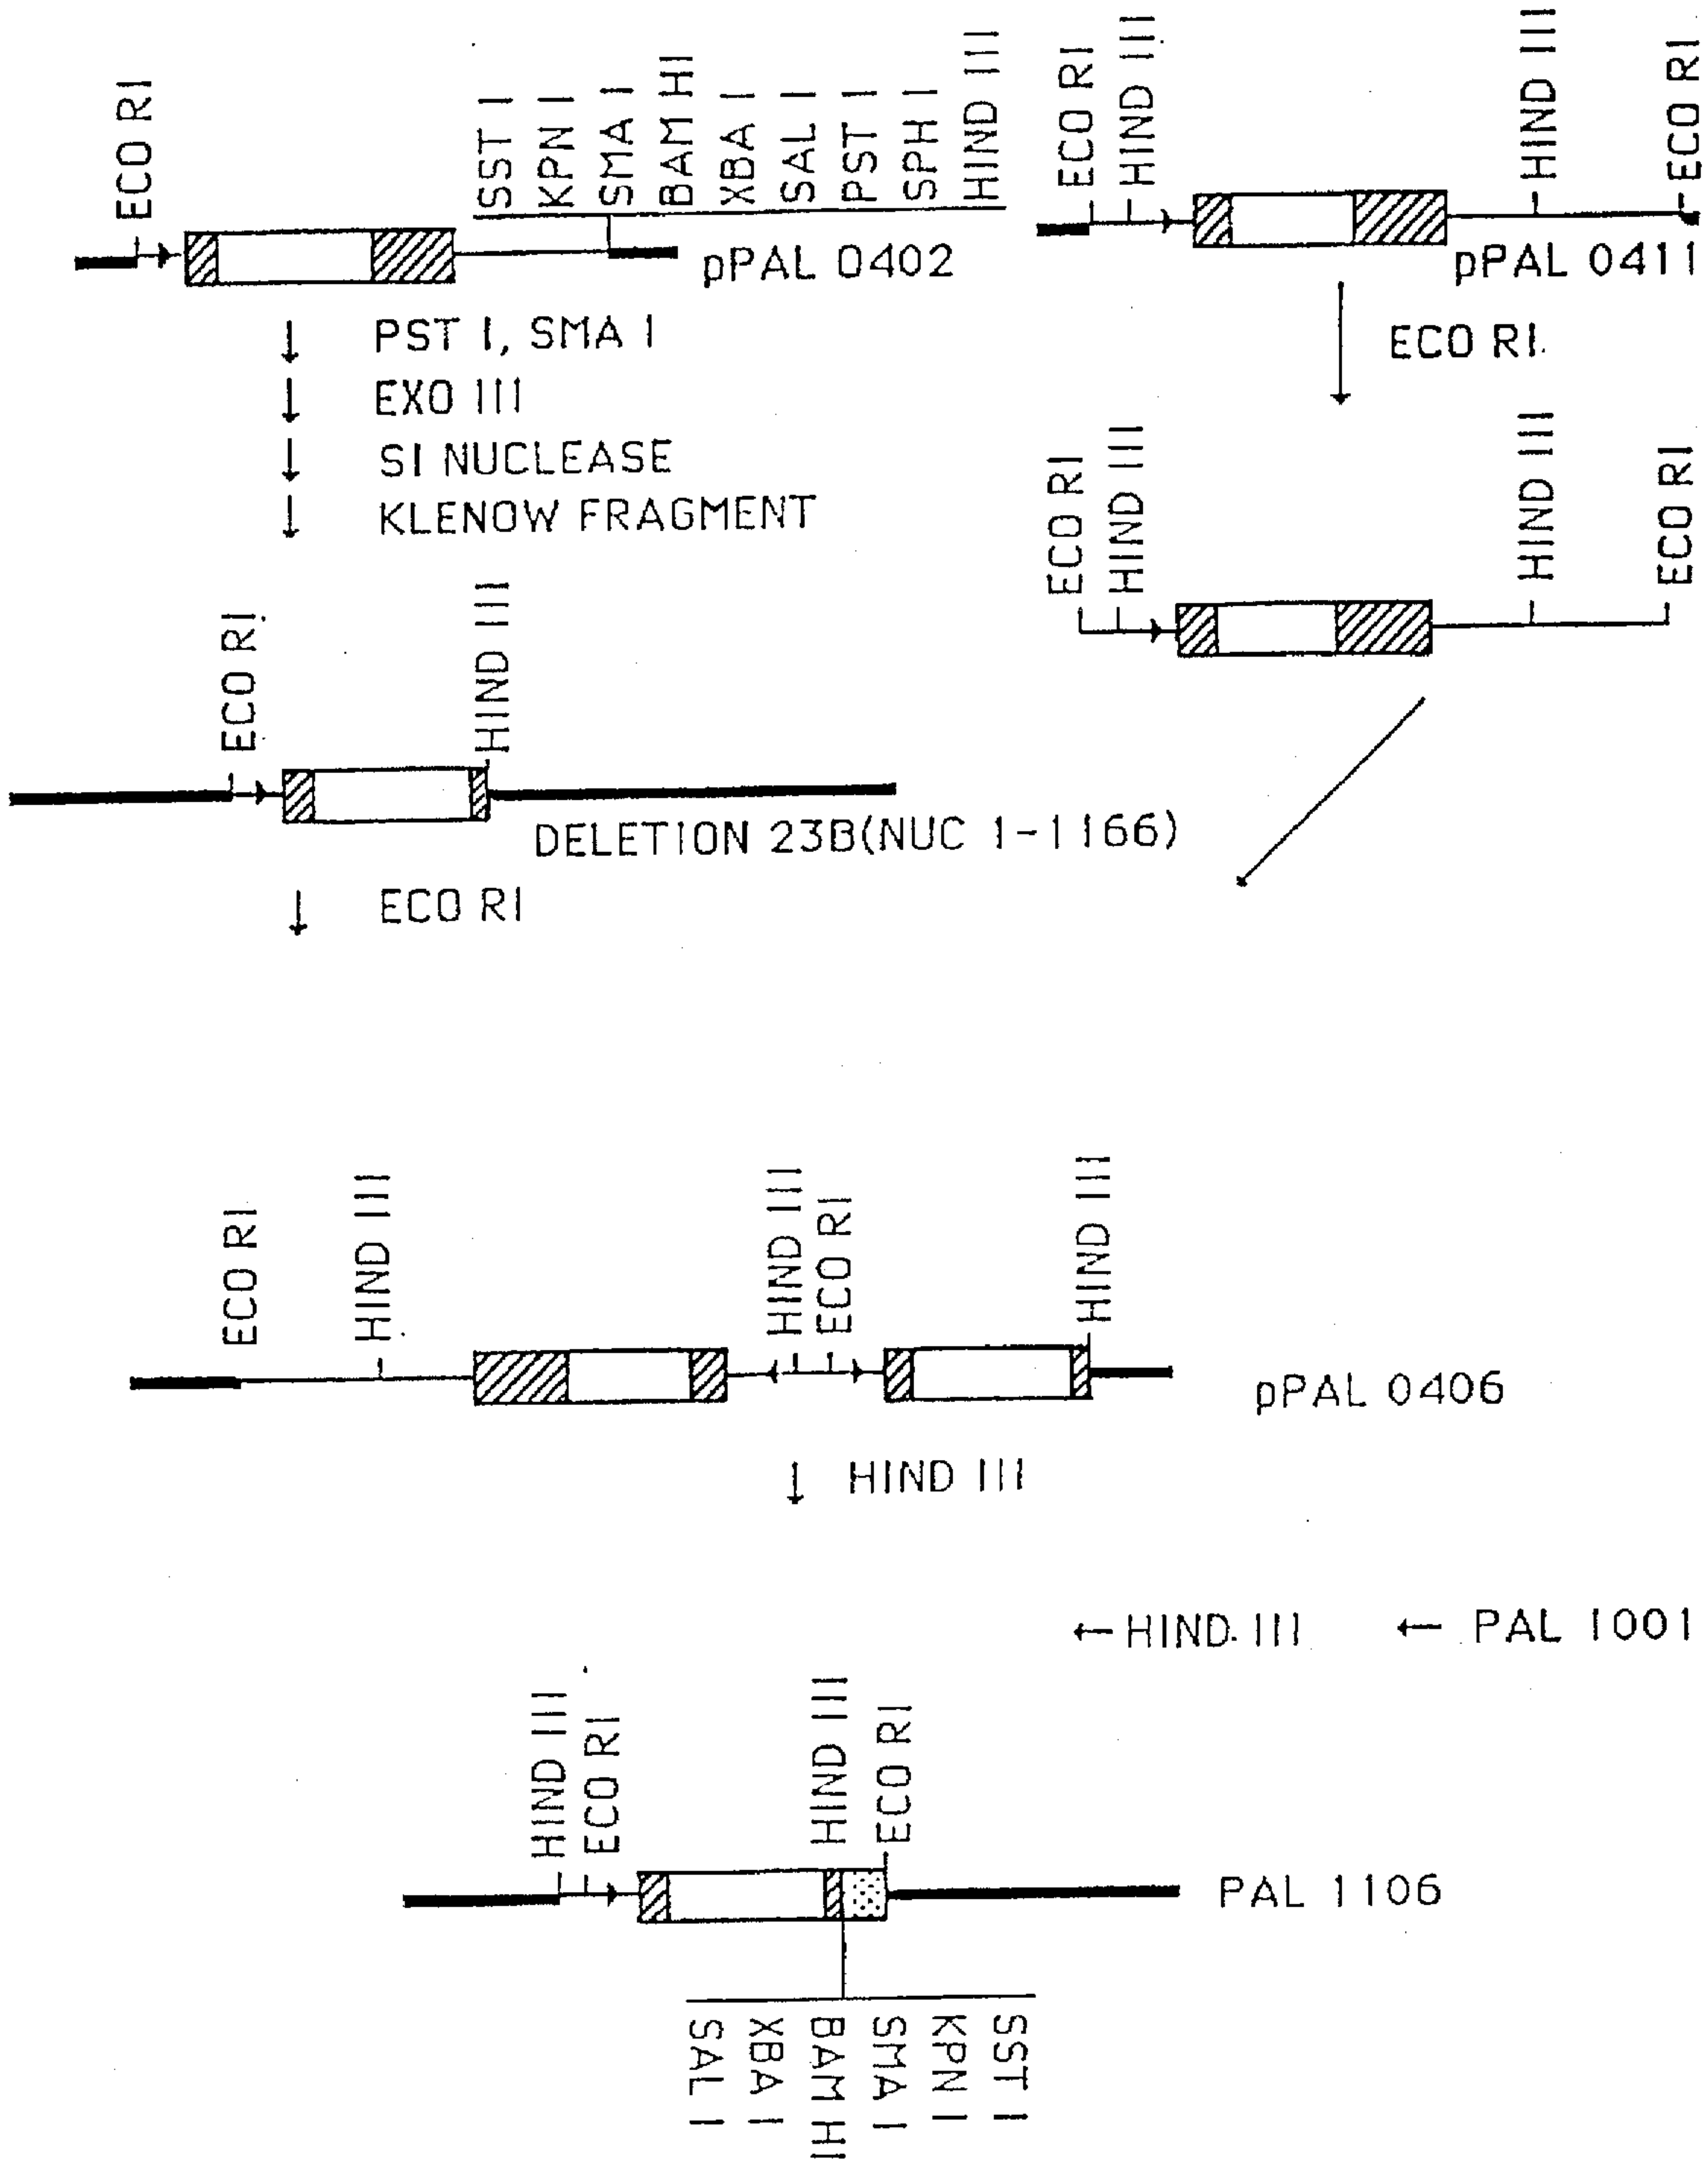 ECO RI
SST I
KPN I
SMA I
BAM HI
XBA I
SAL I
PST I
SPH I
HIND III
pPAL 0402
ECO RI
HIND III
HIND III
ECO RI
pPAL 0411
↓ PST I, SMA I
↓ EXO III
↓ SI NUCLEASE
↓ KLENOW FRAGMENT
ECO RI
ECO RI
HIND III
HIND III
ECO RI
ECO RI
HIND III
DELETION 23B(NUC 1-1166)
↓ ECO RI
ECO RI
HIND III
HIND III
ECO RI
HIND III
pPAL 0406
↓ HIND III
← HIND III ← PAL 1001
HIND III
ECO RI
HIND III
ECO RI
PAL 1106
SAL I
XBA I
BAM HI
SMA I
KPN I
SST I